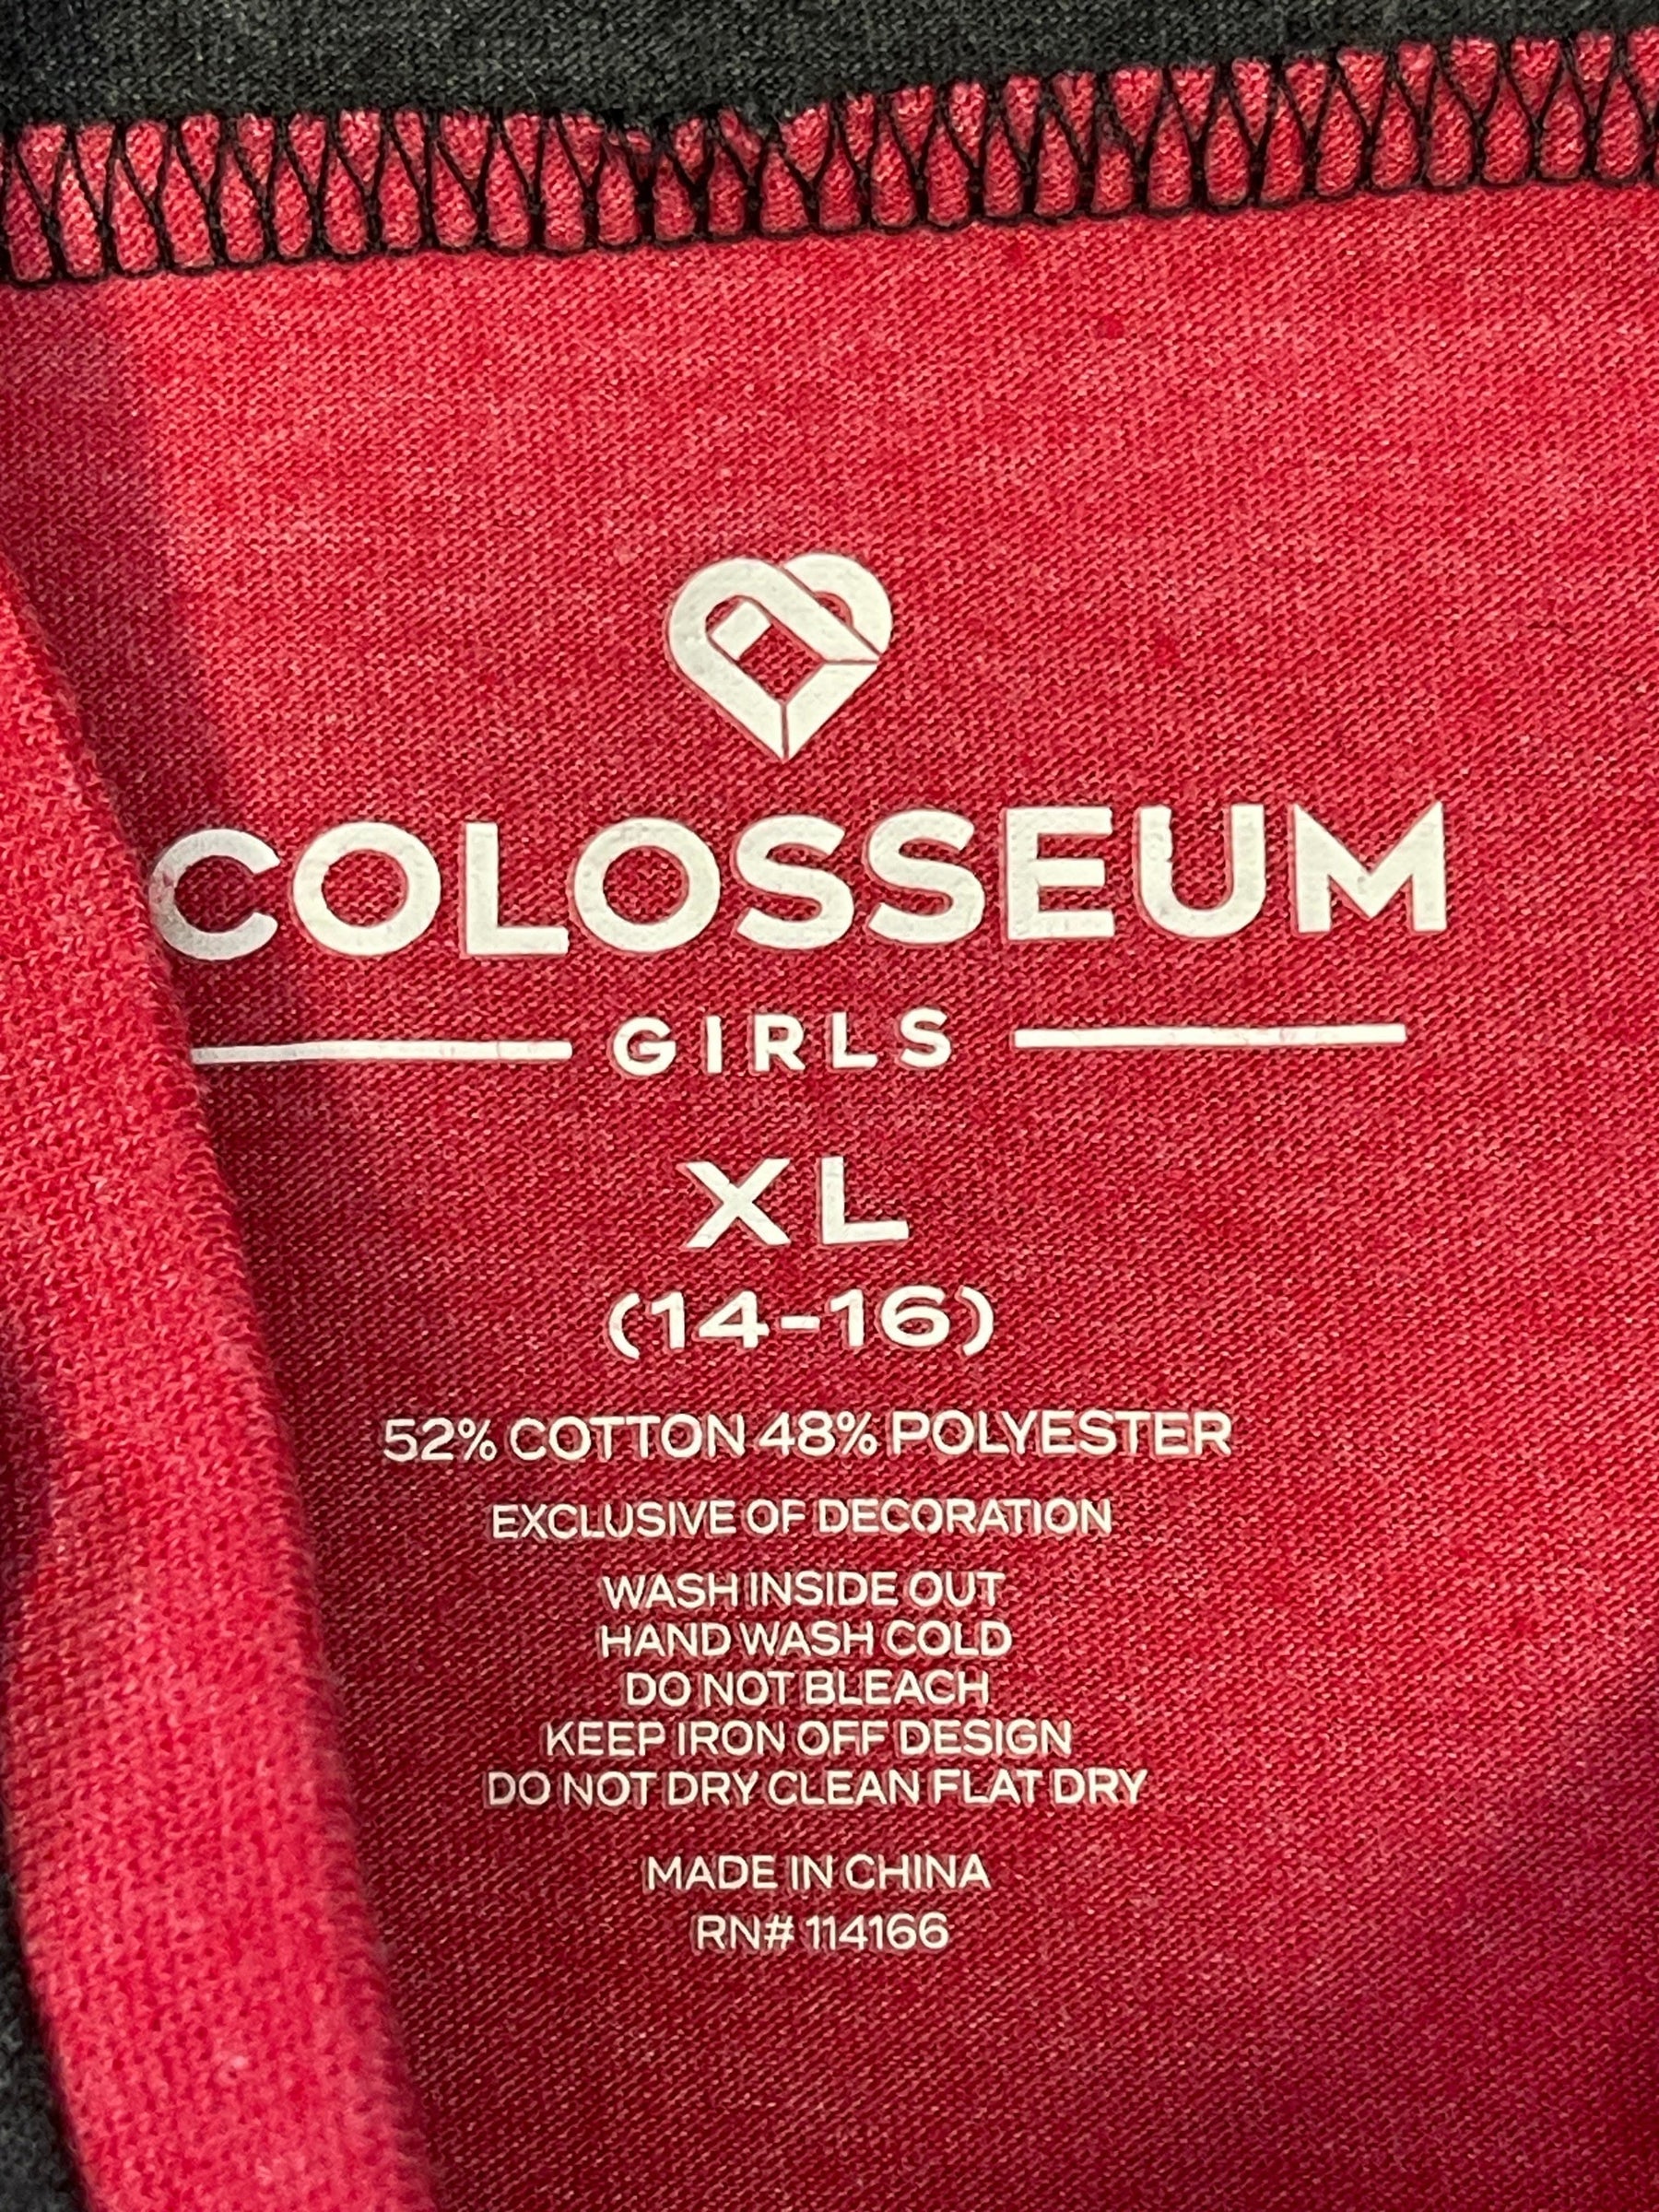 COLOSSEUM
GIRLS
XL
(14-16)
52% COTTON 48% POLYESTER
EXCLUSIVE OF DECORATION
WASH INSIDE OUT
HAND WASH COLD
DO NOT BLEACH
KEEP IRON OFF DESIGN
DO NOT DRY CLEAN FLAT DRY
MADE IN CHINA
RN# 114166